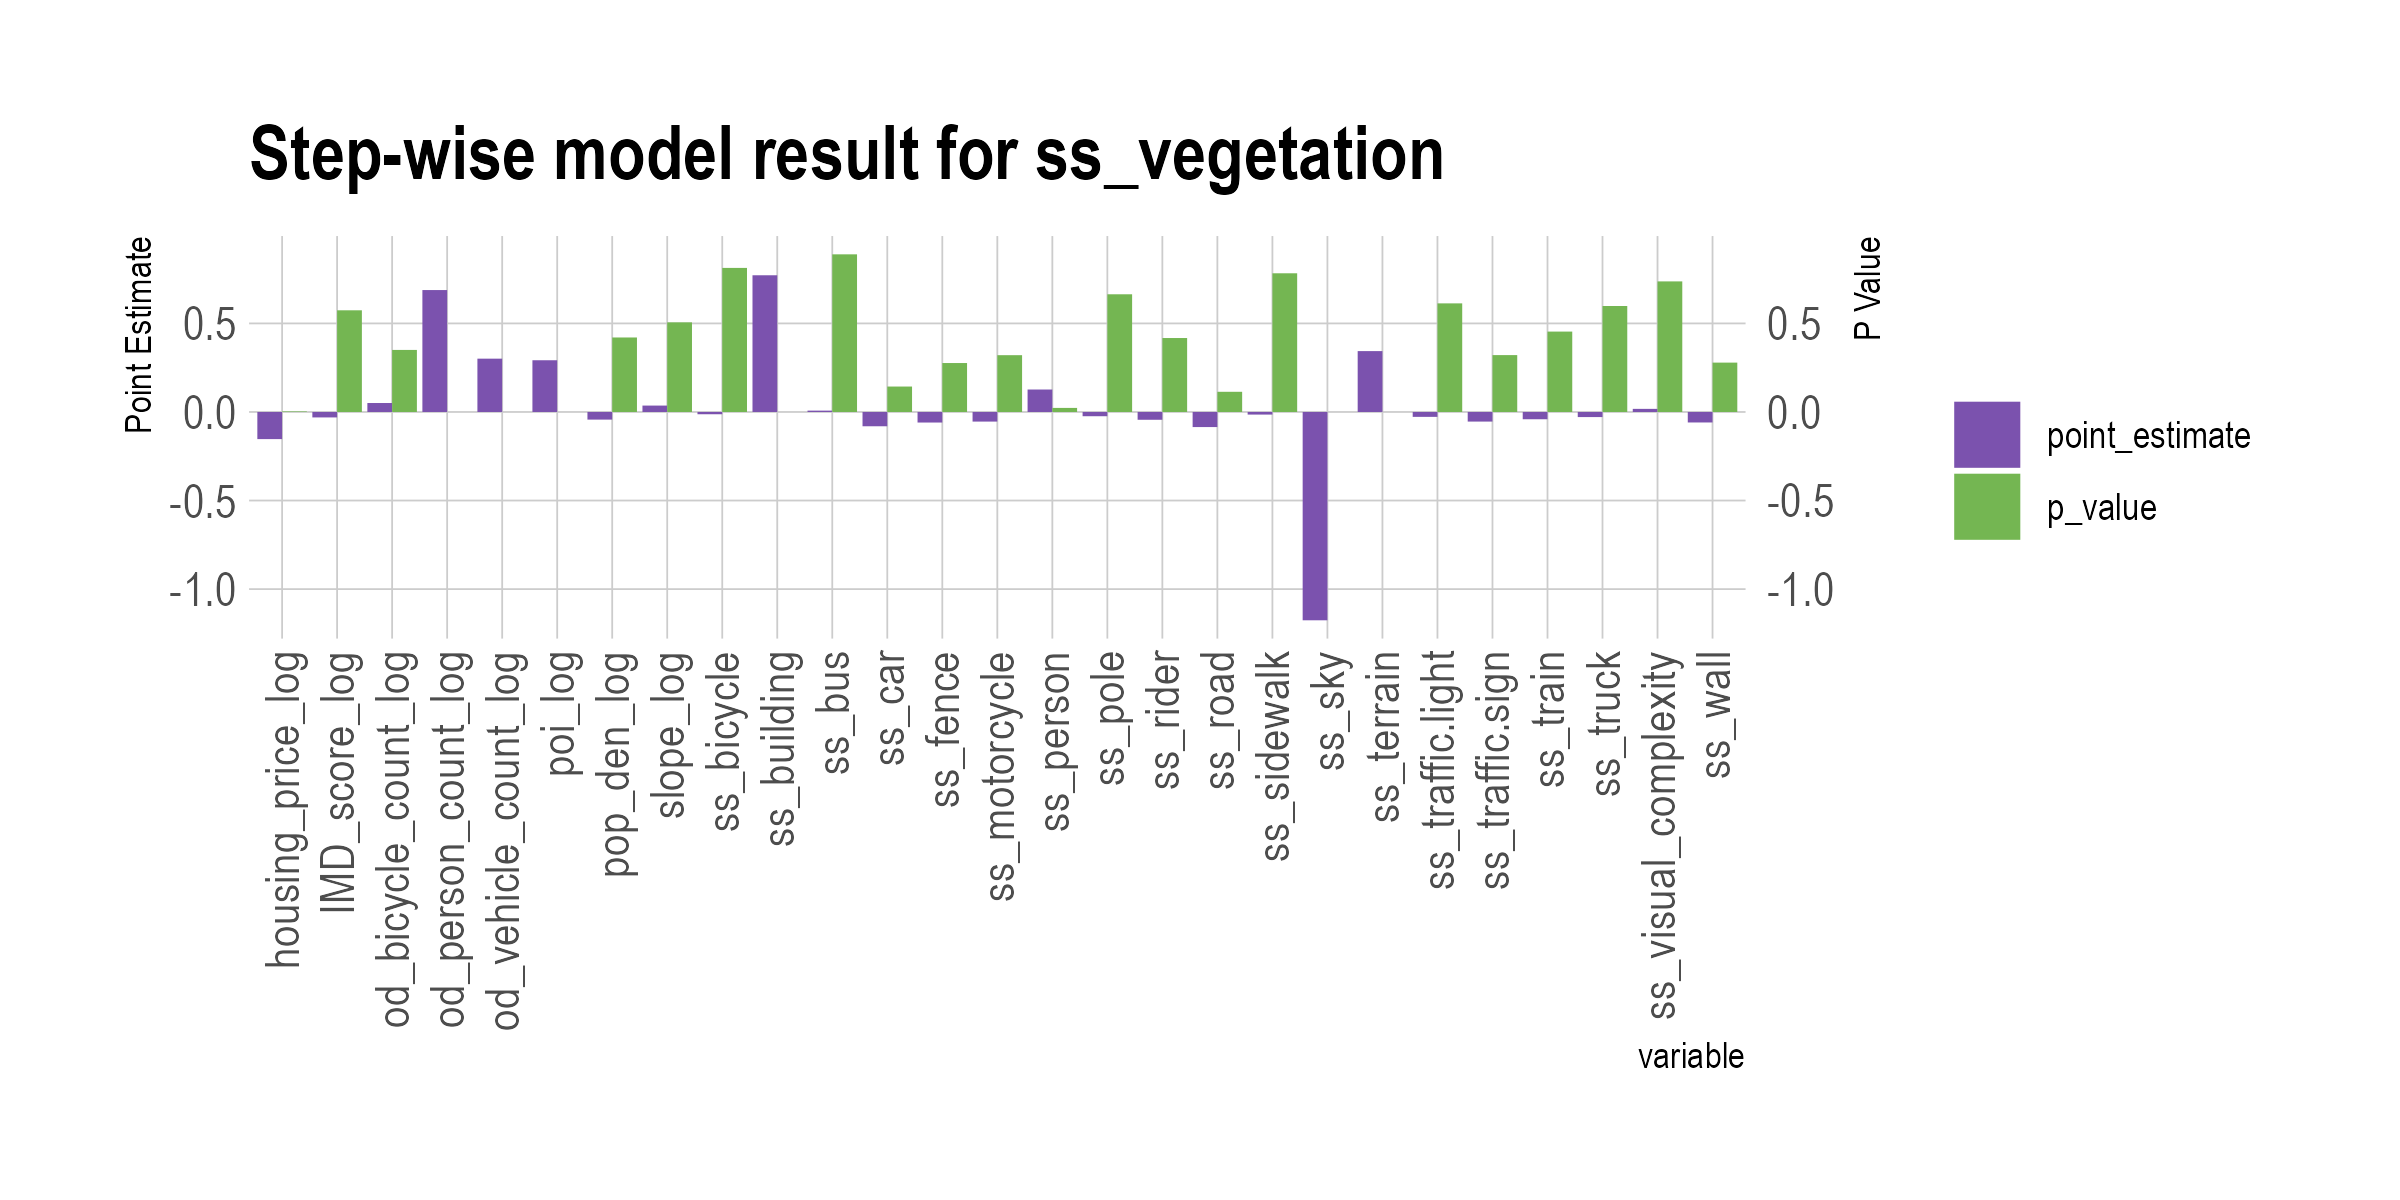 Step-wise model result for ss_vegetation
Point Estimate
P Value
0.5
0.0
-0.5
-1.0
0.5
0.0
-0.5
-1.0
point_estimate
p_value
housing_price_log
IMD_score_log
od_bicycle_count_log
od_person_count_log
od_vehicle_count_log
poi_log
pop_den_log
slope_log
ss_bicycle
ss_building
ss_bus
ss_car
ss_fence
ss_motorcycle
ss_person
ss_pole
ss_rider
ss_road
ss_sidewalk
ss_sky
ss_terrain
ss_traffic.light
ss_traffic.sign
ss_train
ss_truck
ss_visual_complexity
ss_wall
variable